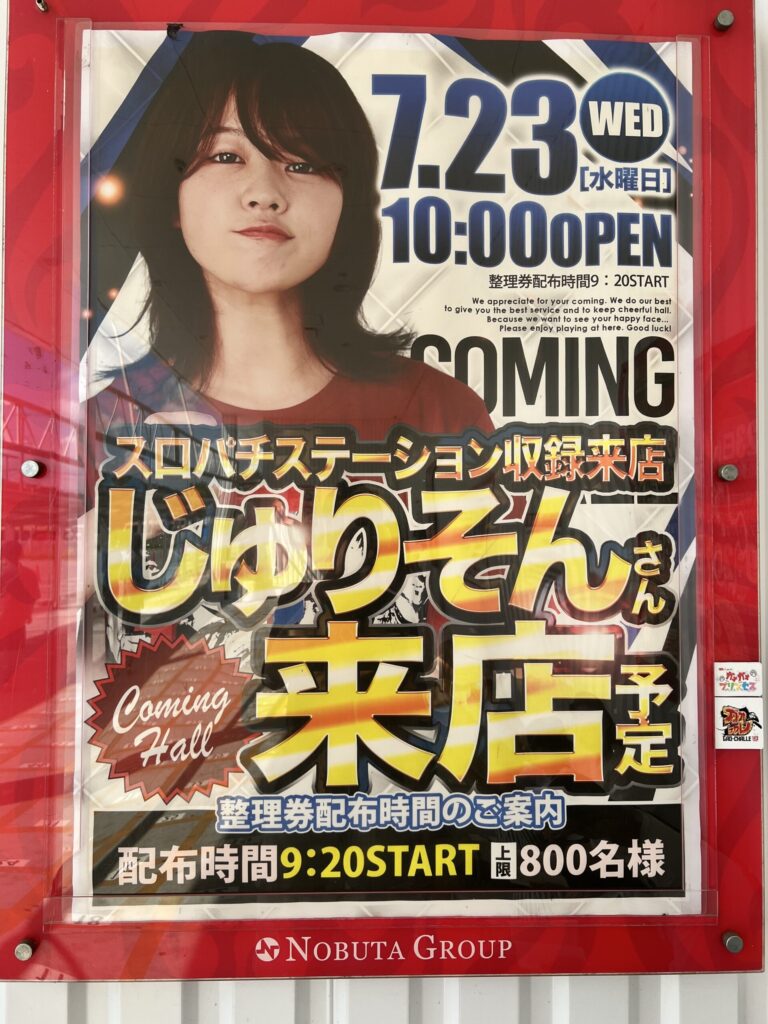 7.23 WED
[水曜日]
10:00 OPEN
整理券配布時間9：20START
We appreciate for your coming. We do our best
to give you the best service and to keep cheerful hall.
Because we want to see your happy face...
Please enjoy playing at here. Good luck!
COMING
スロパチステーション収録来店
じゅりそんさん
来店予定
Coming
Hall
整理券配布時間のご案内
配布時間9:20START 上限800名様
NOBUTA GROUP